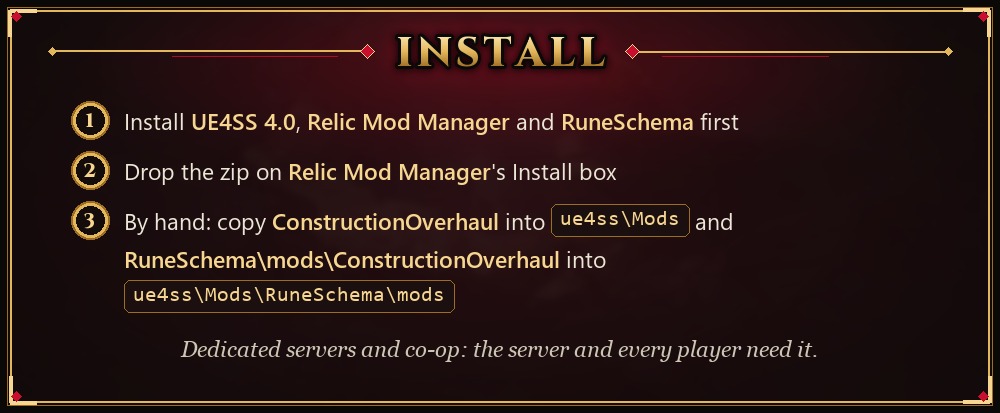 INSTALL
1 Install UE4SS 4.0, Relic Mod Manager and RuneSchema first
2 Drop the zip on Relic Mod Manager's Install box
3 By hand: copy ConstructionOverhaul into ue4ss\Mods and
RuneSchema\mods\ConstructionOverhaul into
ue4ss\Mods\RuneSchema\mods
Dedicated servers and co-op: the server and every player need it.